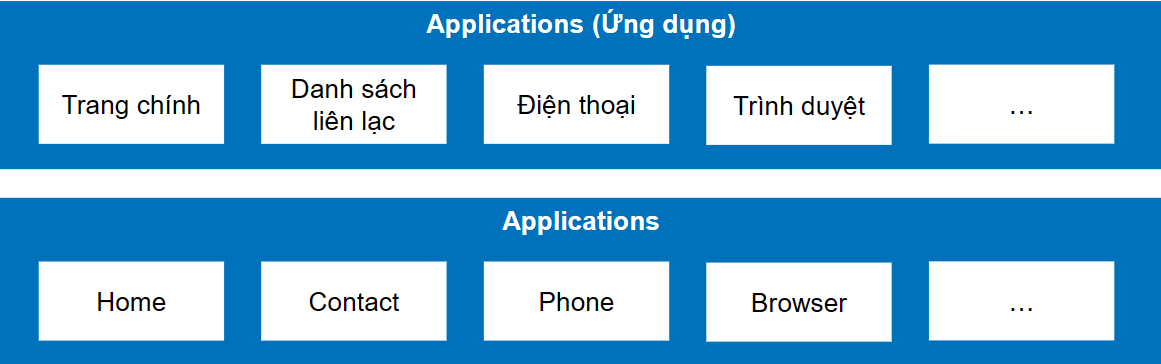 Applications (Ứng dụng)
Trang chính
Danh sách
liên lạc
Điện thoại
Trình duyệt
...
Applications
Home
Contact
Phone
Browser
...